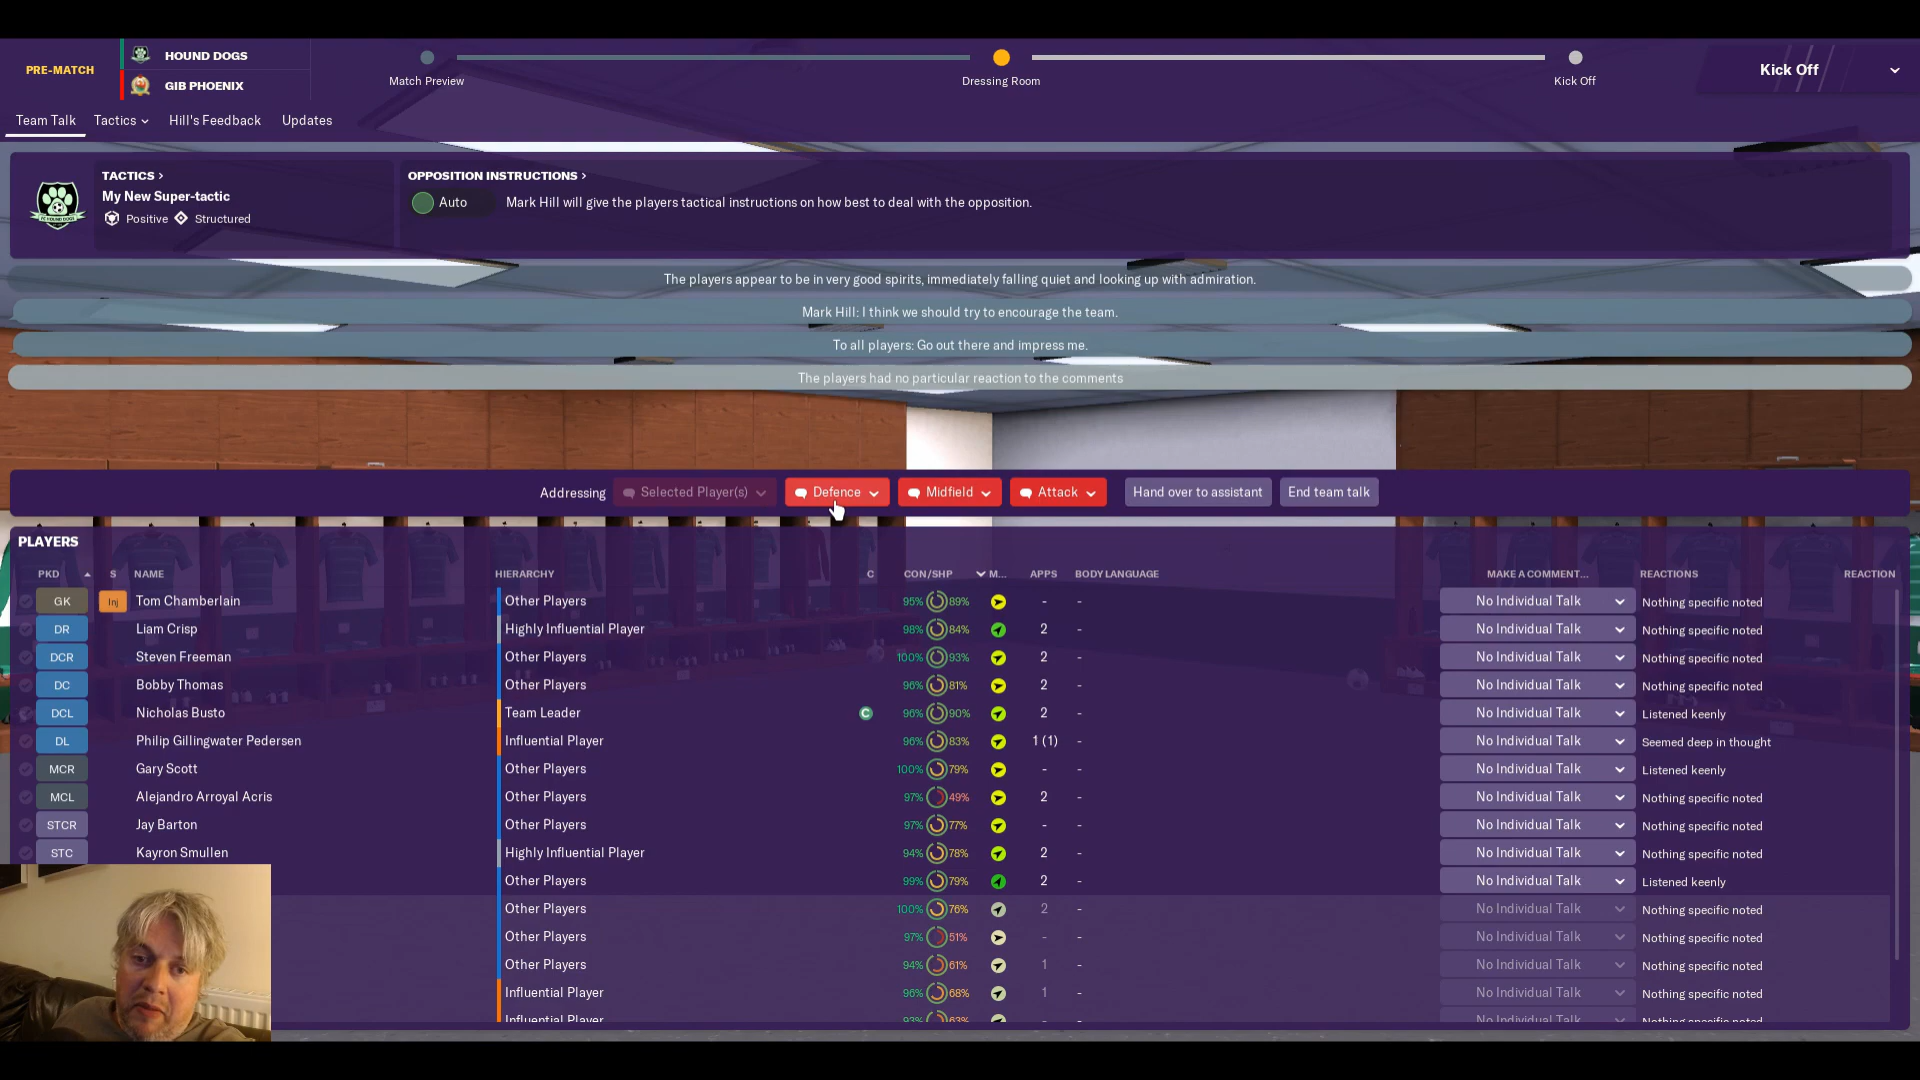 PRE-MATCH
HOUND DOGS
GIB PHOENIX
Match Preview
Dressing Room
Kick Off
Kick Off
Team Talk Tactics Hill's Feedback Updates
TACTICS >
My New Super-tactic
Positive Structured
OPPOSITION INSTRUCTIONS >
Auto Mark Hill will give the players tactical instructions on how best to deal with the opposition.
The players appear to be in very good spirits, immediately falling quiet and looking up with admiration.
Mark Hill: I think we should try to encourage the team.
To all players: Go out there and impress me.
The players had no particular reaction to the comments
Addressing Selected Player(s) Defence Midfield Attack Hand over to assistant End team talk
PLAYERS
PKD S NAME HIERARCHY C CON/SHP M... APPS BODY LANGUAGE MAKE A COMMENT... REACTIONS REACTION
GK Inj Tom Chamberlain Other Players 95% 89% - - No Individual Talk Nothing specific noted
DR Liam Crisp Highly Influential Player 98% 84% 2 - No Individual Talk Nothing specific noted
DCR Steven Freeman Other Players 100% 93% 2 - No Individual Talk Nothing specific noted
DC Bobby Thomas Other Players 96% 81% 2 - No Individual Talk Nothing specific noted
DCL Nicholas Busto Team Leader C 96% 90% 2 - No Individual Talk Listened keenly
DL Philip Gillingwater Pedersen Influential Player 96% 83% 1 (1) - No Individual Talk Seemed deep in thought
MCR Gary Scott Other Players 100% 79% - - No Individual Talk Listened keenly
MCL Alejandro Arroyal Acris Other Players 97% 49% 2 - No Individual Talk Nothing specific noted
STCR Jay Barton Other Players 97% 77% - - No Individual Talk Nothing specific noted
STC Kayron Smullen Highly Influential Player 94% 78% 2 - No Individual Talk Nothing specific noted
Other Players 99% 79% 2 - No Individual Talk Listened keenly
Other Players 100% 76% 2 - No Individual Talk Nothing specific noted
Other Players 97% 51% - - No Individual Talk Nothing specific noted
Other Players 94% 61% 1 - No Individual Talk Nothing specific noted
Influential Player 96% 68% 1 - No Individual Talk Nothing specific noted
Influential Player 93% 63% - - No Individual Talk Nothing specific noted